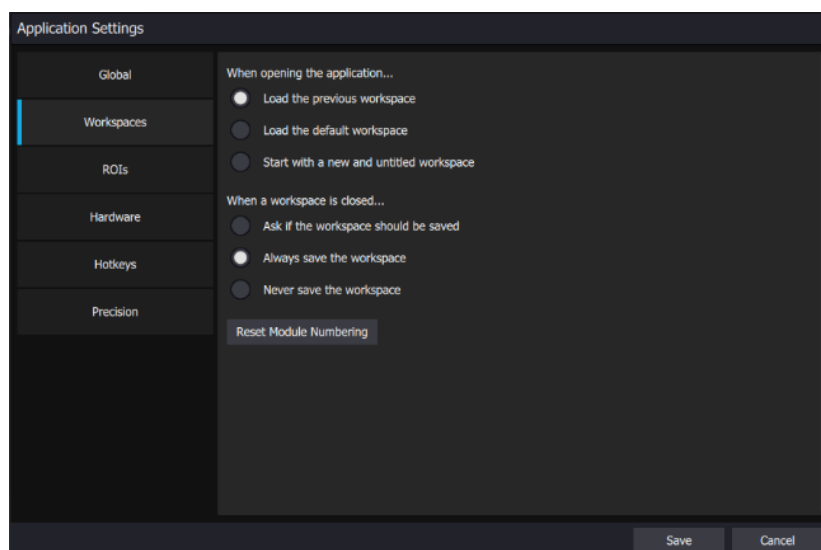 Application Settings
Global
Workspaces
ROIs
Hardware
Hotkeys
Precision
When opening the application...
Load the previous workspace
Load the default workspace
Start with a new and untitled workspace
When a workspace is closed...
Ask if the workspace should be saved
Always save the workspace
Never save the workspace
Reset Module Numbering
Save
Cancel